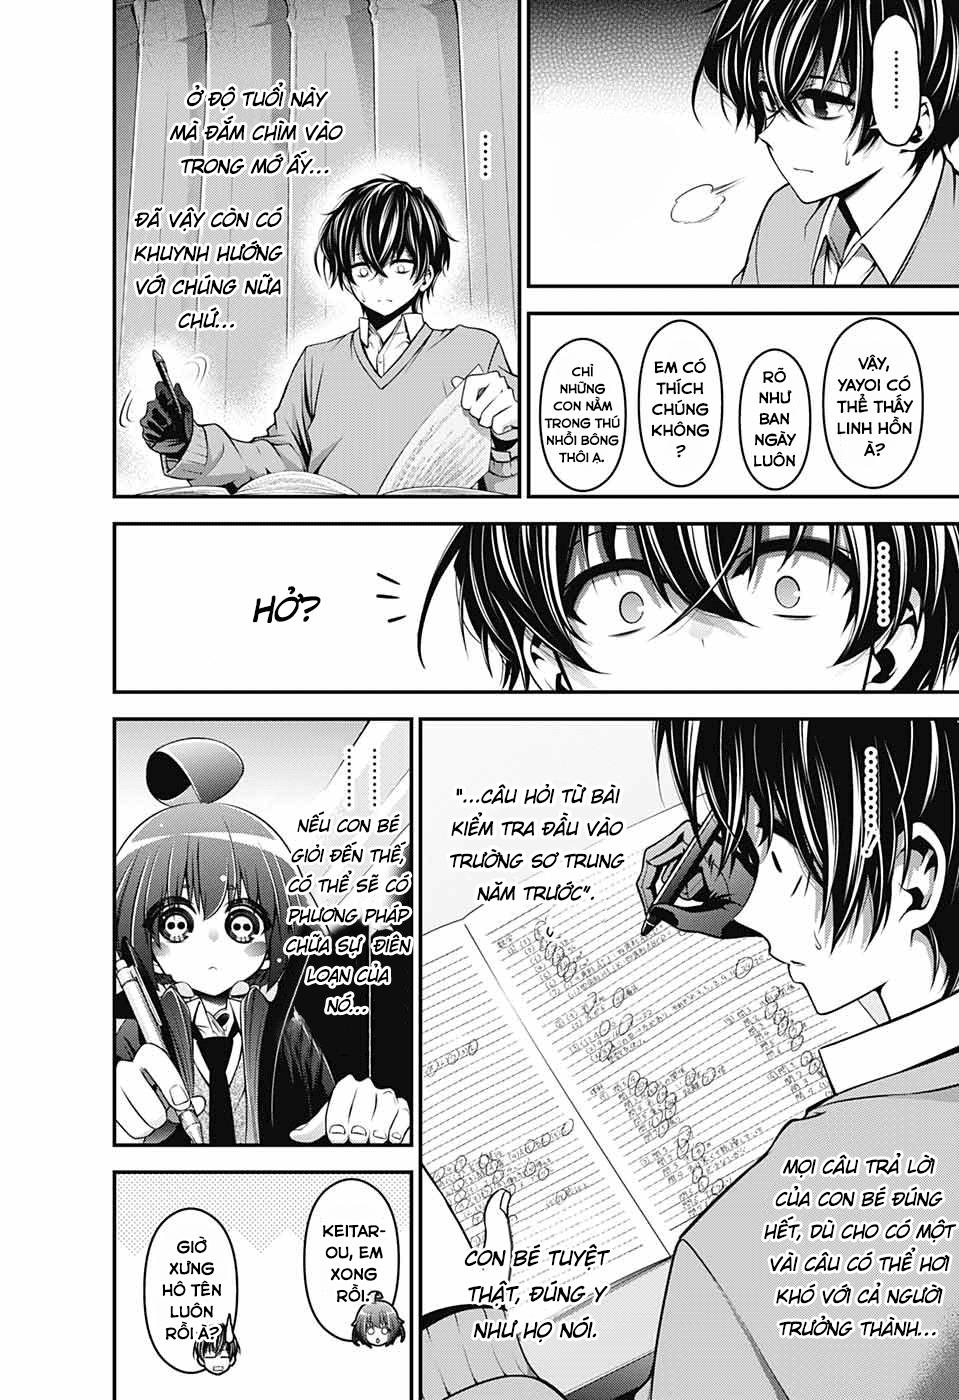 .......
VẬY,
YAYOI CÓ
THỂ THẤY
LINH HỒN
À?
RÕ
NHƯ
BAN
NGÀY
LUÔN
EM CÓ
THÍCH
CHÚNG
KHÔNG
?
CHỈ
NHỮNG
CON NẰM
TRONG THÚ
NHỒI BÔNG
THÔI Ạ.
......
Ở ĐỘ TUỔI NÀY
MÀ ĐẮM CHÌM VÀO
TRONG MỚ ẤY...
ĐÃ VẬY CÒN CÓ
KHUYNH HƯỚNG
VỚI CHÚNG NỮA
CHỨ...
HỞ?
"...CÂU HỎI TỪ BÀI
KIỂM TRA ĐẦU VÀO
TRƯỜNG SƠ TRUNG
NĂM TRƯỚC".
MỌI CÂU TRẢ LỜI
CỦA CON BÉ ĐÚNG
HẾT, DÙ CHO CÓ MỘT
VÀI CÂU CÓ THỂ HƠI
KHÓ VỚI CẢ NGƯỜI
TRƯỞNG THÀNH...
CON BÉ TUYỆT
THẬT, ĐÚNG Y
NHƯ HỌ NÓI.
NẾU CON BÉ
GIỎI ĐẾN THẾ,
CÓ THỂ SẼ CÓ
PHƯƠNG PHÁP
CHỮA SỰ ĐIÊN
LOẠN CỦA
NÓ...
KEITAR-
OU, EM
XONG
RỒI.
GIỜ
XƯNG
HÔ TÊN
LUÔN
RỒI À?